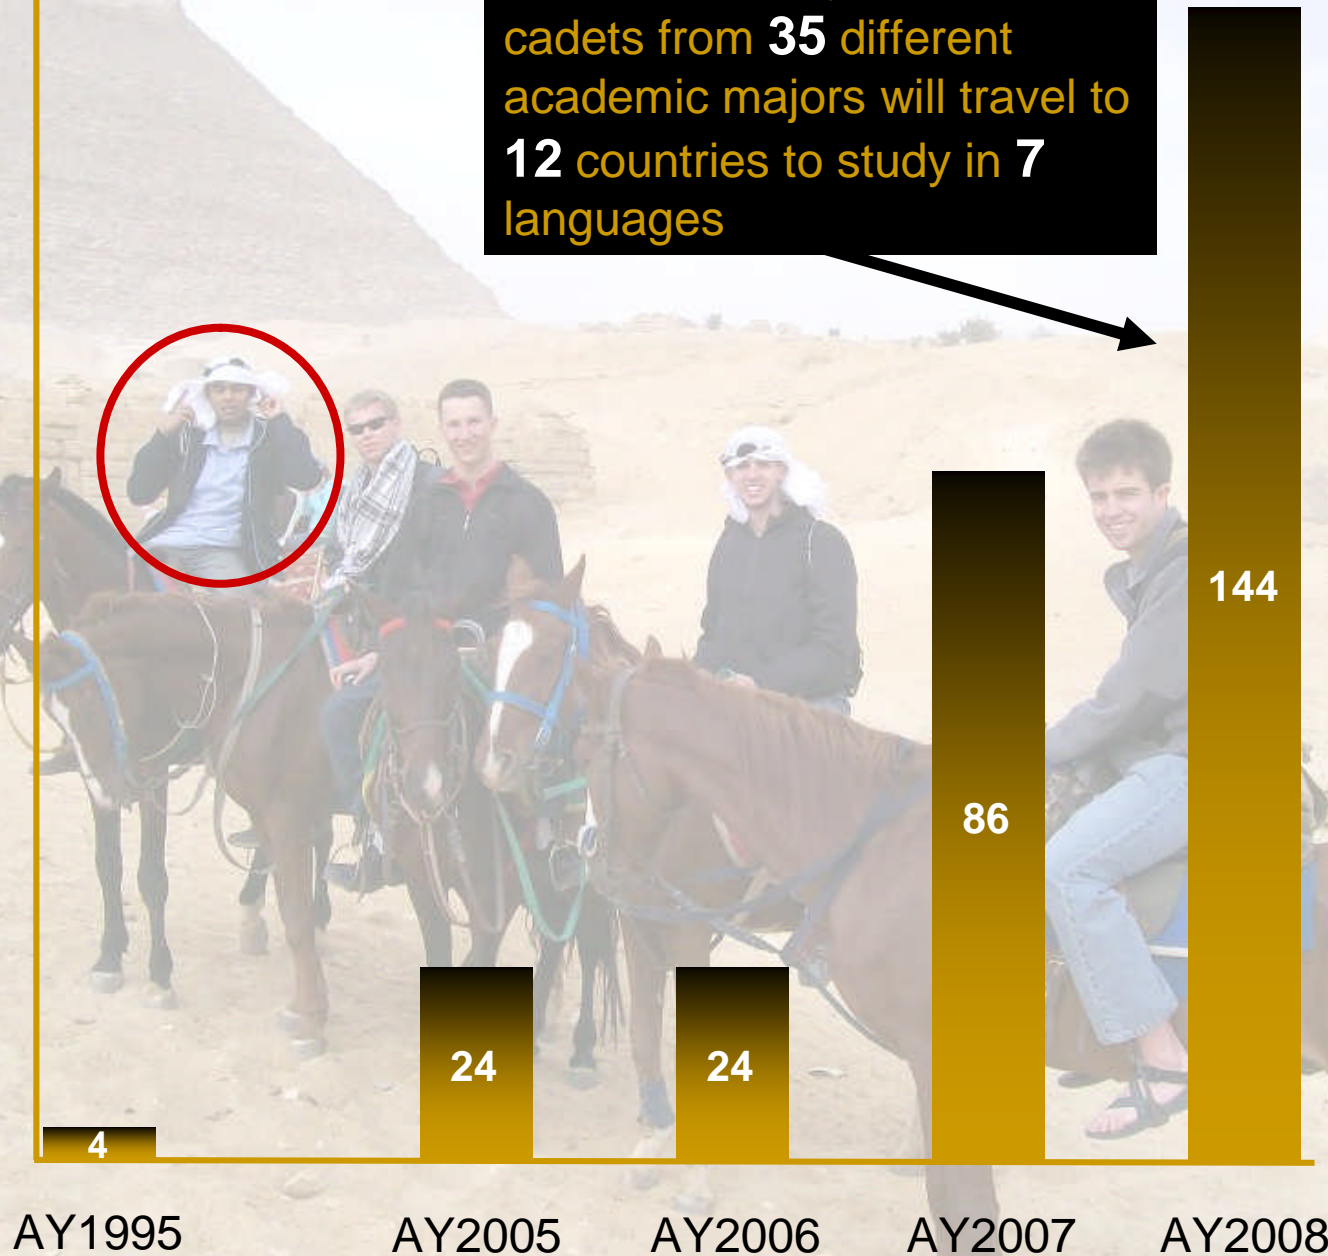 cadets from 35 different
academic majors will travel to
12 countries to study in 7
languages
144
86
24
24
4
AY1995
AY2005
AY2006
AY2007
AY2008